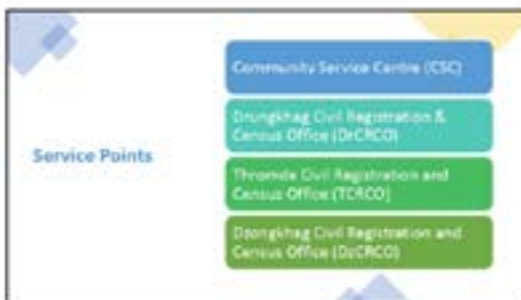 Service Points
Community Service Centre (CSC)
Drungkhag Civil Registration &
Census Office (DrCRCO)
Thromde Civil Registration and
Census Office (TCRCO)
Dzongkhag Civil Registration and
Census Office (DzCRCO)